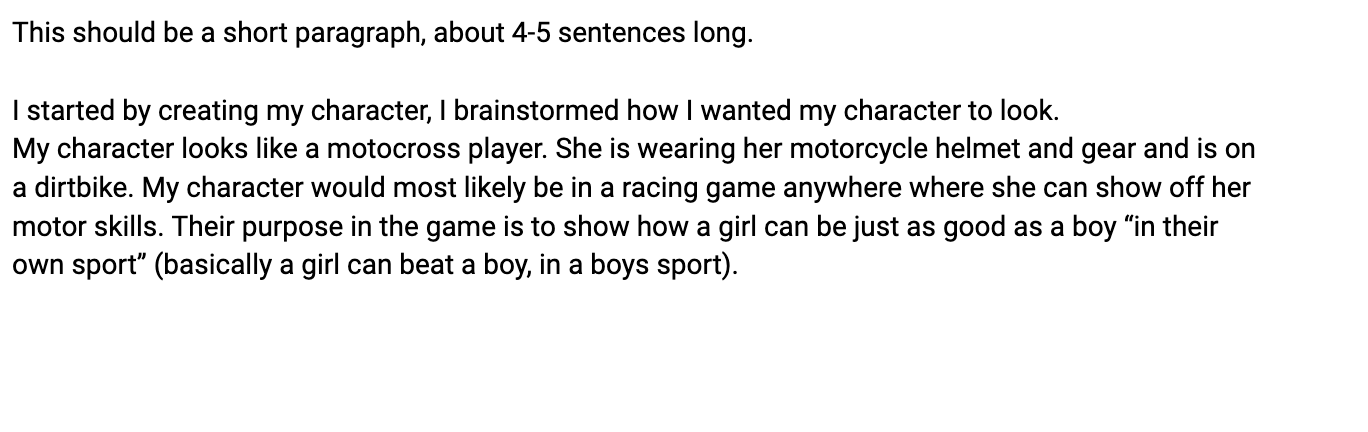 This should be a short paragraph, about 4-5 sentences long.
I started by creating my character, I brainstormed how I wanted my character to look.
My character looks like a motocross player. She is wearing her motorcycle helmet and gear and is on
a dirtbike. My character would most likely be in a racing game anywhere where she can show off her
motor skills. Their purpose in the game is to show how a girl can be just as good as a boy “in their
own sport” (basically a girl can beat a boy, in a boys sport).